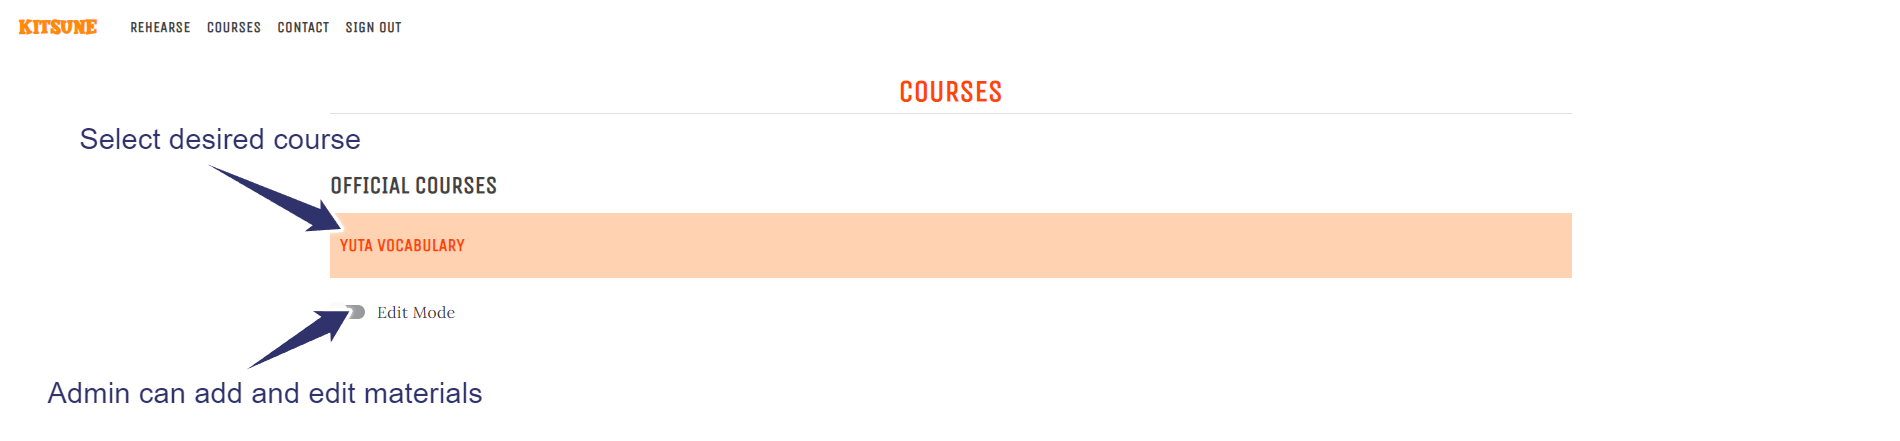 KITSUNE REHEARSE COURSES CONTACT SIGN OUT
COURSES
Select desired course
OFFICIAL COURSES
YUTA VOCABULARY
Edit Mode
Admin can add and edit materials